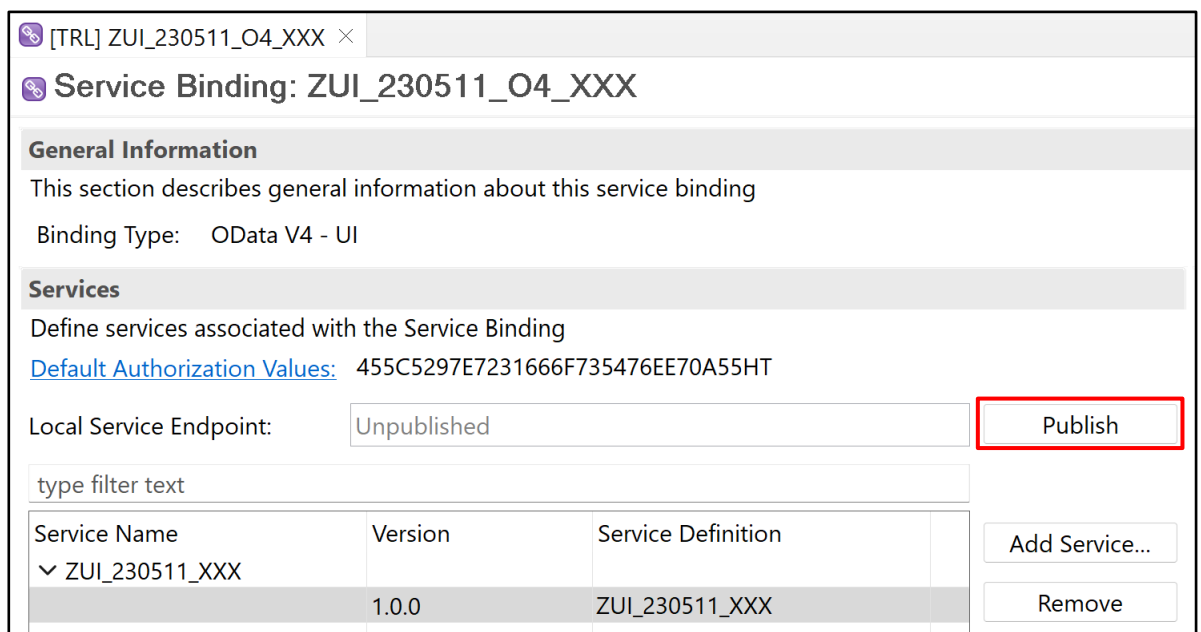 [TRL] ZUI_230511_O4_XXX
Service Binding: ZUI_230511_O4_XXX
General Information
This section describes general information about this service binding
Binding Type: OData V4 - UI
Services
Define services associated with the Service Binding
Default Authorization Values: 455C5297E7231666F735476EE70A55HT
Local Service Endpoint: Unpublished Publish
type filter text
Service Name Version Service Definition
Add Service...
ZUI_230511_XXX
1.0.0 ZUI_230511_XXX Remove